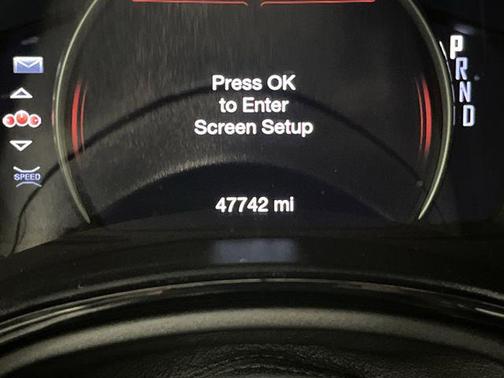 Press OK
to Enter
Screen Setup
SPEED
47742 mi
P
R
N
D